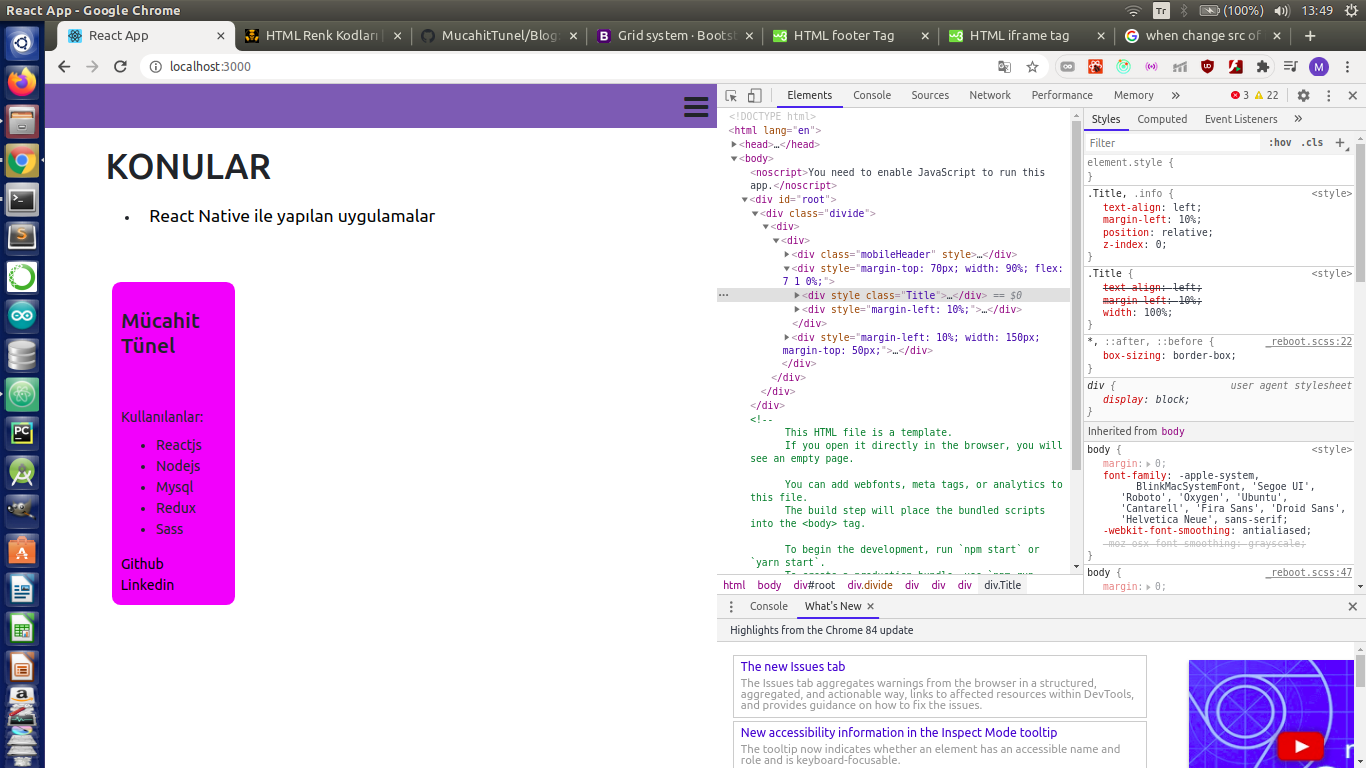 React App - Google Chrome
Tr
(100%)
13:49
React App
HTML Renk Kodları
MucahitTunel/Blog
Grid system · Boots
HTML footer Tag
HTML iframe tag
when change src of
localhost:3000
M
KONULAR
• React Native ile yapılan uygulamalar
Mücahit
Tünel
Kullanılanlar:
• Reactjs
• Nodejs
• Mysql
• Redux
• Sass
Github
Linkedin
Elements Console Sources Network Performance Memory » 3 22
<!DOCTYPE html>
<html lang="en">
<head>…</head>
<body>
<noscript>You need to enable JavaScript to run this
app.</noscript>
<div id="root">
<div class="divide">
<div>
<div>
<div class="mobileHeader" style>…</div>
<div style="margin-top: 70px; width: 90%; flex:
7 1 0%;">
<div style class="Title">…</div> == $0
<div style="margin-left: 10%;">…</div>
</div>
<div style="margin-left: 10%; width: 150px;
margin-top: 50px;">…</div>
</div>
</div>
</div>
</div>
<!--
This HTML file is a template.
If you open it directly in the browser, you will
see an empty page.
You can add webfonts, meta tags, or analytics to
this file.
The build step will place the bundled scripts
into the <body> tag.
To begin the development, run `npm start` or
`yarn start`.
html body div#root div.divide div div div div.Title
Styles Computed Event Listeners »
Filter :hov .cls +
element.style {
}
.Title, .info { <style>
text-align: left;
margin-left: 10%;
position: relative;
z-index: 0;
}
.Title { <style>
text-align: left;
margin-left: 10%;
width: 100%;
}
*, ::after, ::before { _reboot.scss:22
box-sizing: border-box;
}
div { user agent stylesheet
display: block;
}
Inherited from body
body { <style>
margin: 0;
font-family: -apple-system,
BlinkMacSystemFont, 'Segoe UI',
'Roboto', 'Oxygen', 'Ubuntu',
'Cantarell', 'Fira Sans', 'Droid Sans',
'Helvetica Neue', sans-serif;
-webkit-font-smoothing: antialiased;
-moz-osx-font-smoothing: grayscale;
}
body { _reboot.scss:47
margin: 0;
Console What's New
Highlights from the Chrome 84 update
The new Issues tab
The Issues tab aggregates warnings from the browser in a structured,
aggregated, and actionable way, links to affected resources within DevTools,
and provides guidance on how to fix the issues.
New accessibility information in the Inspect Mode tooltip
The tooltip now indicates whether an element has an accessible name and
role and is keyboard-focusable.